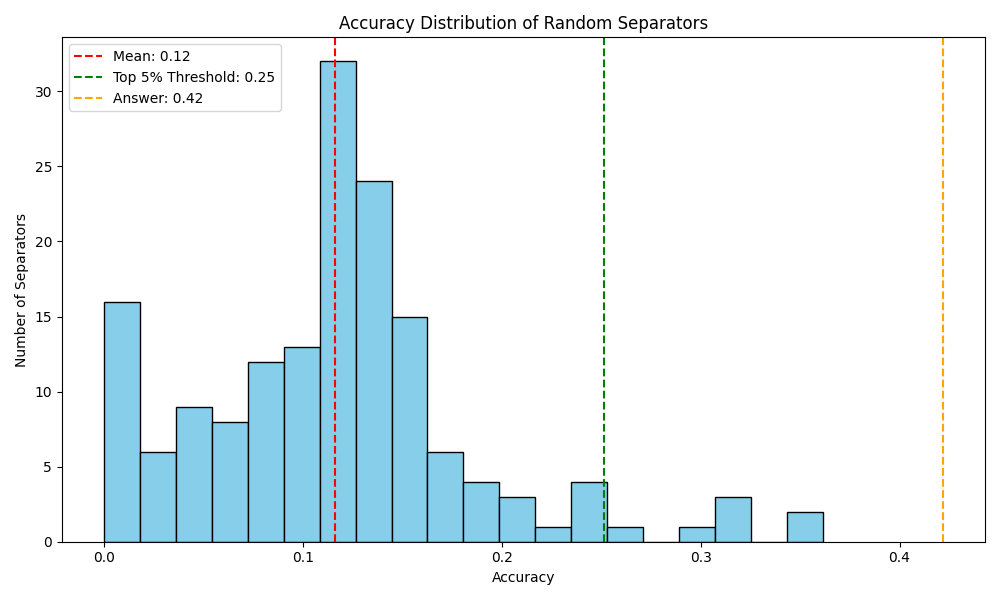 Accuracy Distribution of Random Separators
Mean: 0.12
Top 5% Threshold: 0.25
Answer: 0.42
Number of Separators
30
25
20
15
10
5
0
0.0 0.1 0.2 0.3 0.4
Accuracy